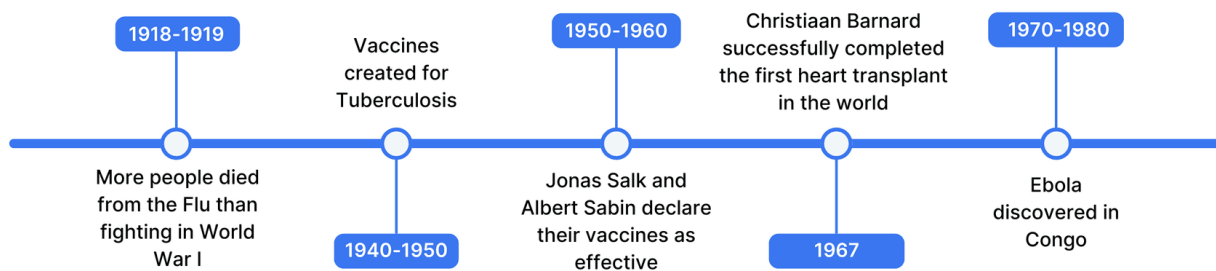 1918-1919
More people died
from the Flu than
fighting in World
War I
Vaccines
created for
Tuberculosis
1940-1950
1950-1960
Jonas Salk and
Albert Sabin declare
their vaccines as
effective
Christiaan Barnard
successfully completed
the first heart transplant
in the world
1967
1970-1980
Ebola
discovered in
Congo